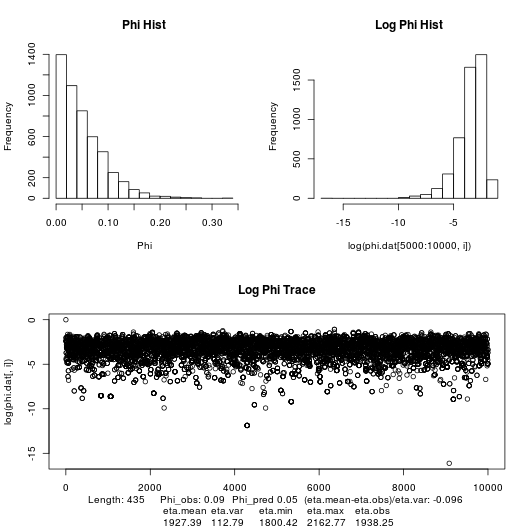 Phi Hist
Log Phi Hist
Frequency
0 200 600 1000 1400
0.00 0.10 0.20 0.30
Phi
Frequency
0 500 1000 1500
-15 -10 -5
log(phi.dat[5000:10000, i])
Log Phi Trace
log(phi.dat[, i])
0 -5 -10 -15
0 2000 4000 6000 8000 10000
Length: 435 Phi_obs: 0.09 Phi_pred 0.05 (eta.mean-eta.obs)/eta.var: -0.096
eta.mean eta.var eta.min eta.max eta.obs
1927.39 112.79 1800.42 2162.77 1938.25